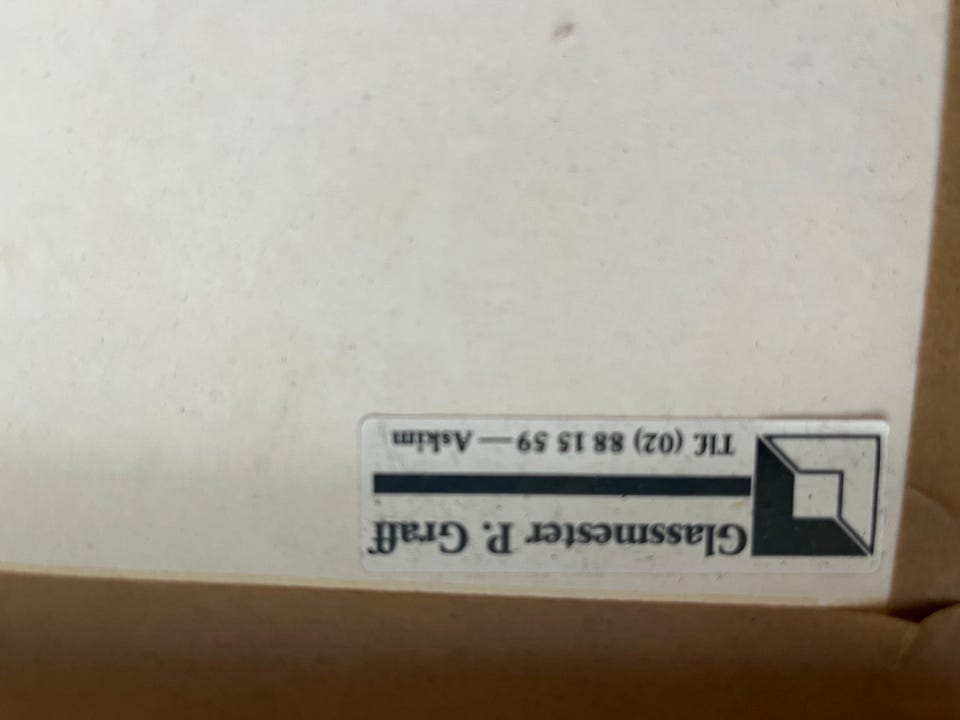 Glassmester P. Graff
Tlf. (02) 88 15 59 — Askim